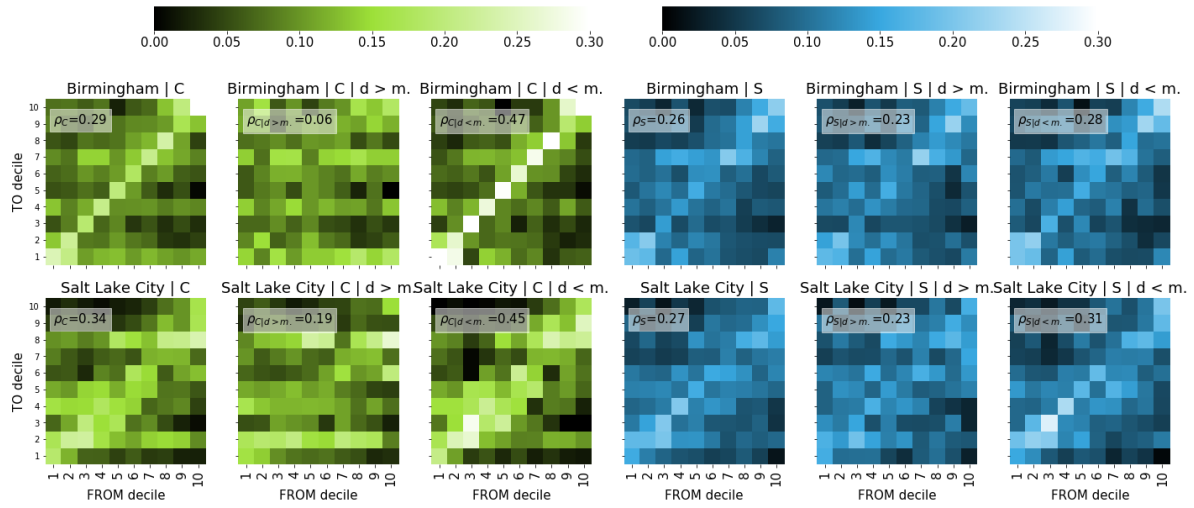 0.00 0.05 0.10 0.15 0.20 0.25 0.30
0.00 0.05 0.10 0.15 0.20 0.25 0.30
Birmingham | C
Birmingham | C | d > m.
Birmingham | C | d < m.
Birmingham | S
Birmingham | S | d > m.
Birmingham | S | d < m.
TO decile
10
9
8
7
6
5
4
3
2
1
ρC=0.29
ρC|d>m.=0.06
ρC|d<m.=0.47
ρS=0.26
ρS|d>m.=0.23
ρS|d<m.=0.28
Salt Lake City | C
Salt Lake City | C | d > m.
Salt Lake City | C | d < m.
Salt Lake City | S
Salt Lake City | S | d > m.
Salt Lake City | S | d < m.
TO decile
10
9
8
7
6
5
4
3
2
1
ρC=0.34
ρC|d>m.=0.19
ρC|d<m.=0.45
ρS=0.27
ρS|d>m.=0.23
ρS|d<m.=0.31
1 2 3 4 5 6 7 8 9 10
1 2 3 4 5 6 7 8 9 10
1 2 3 4 5 6 7 8 9 10
1 2 3 4 5 6 7 8 9 10
1 2 3 4 5 6 7 8 9 10
1 2 3 4 5 6 7 8 9 10
FROM decile
FROM decile
FROM decile
FROM decile
FROM decile
FROM decile